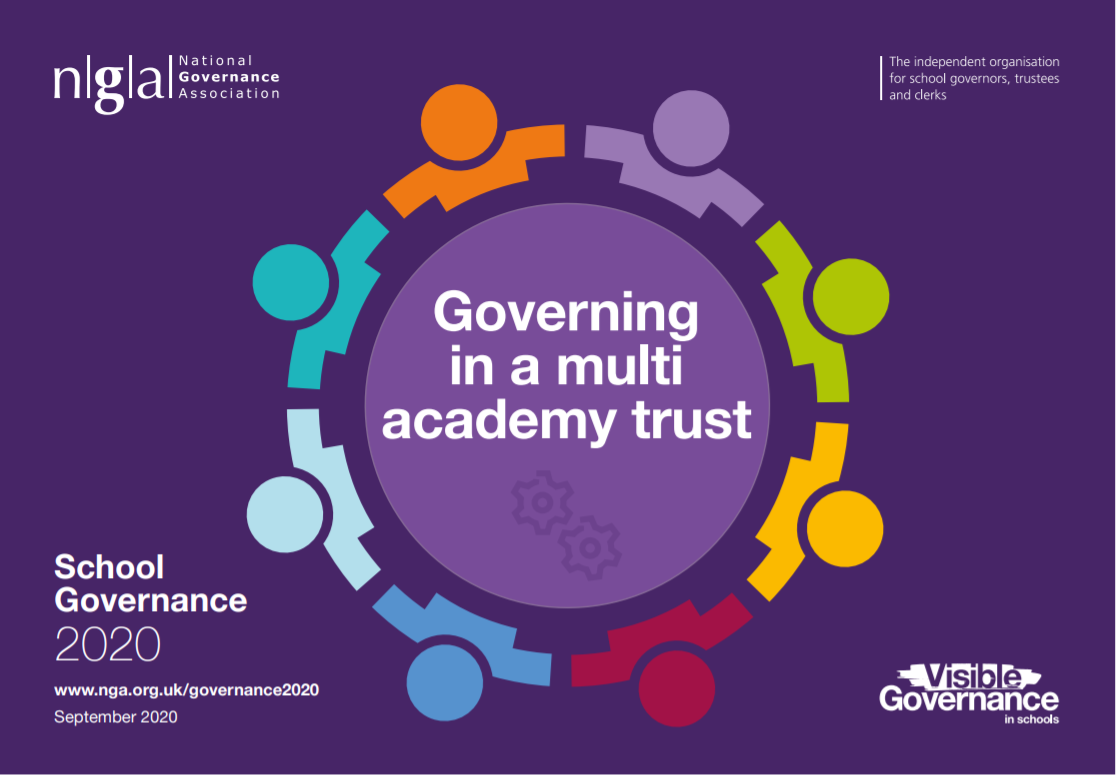 n|g|a|
National
Governance
Association
The independent organisation
for school governors, trustees
and clerks
Governing
in a multi
academy trust
School
Governance
2020
www.nga.org.uk/governance2020
September 2020
Visible
Governance
in schools